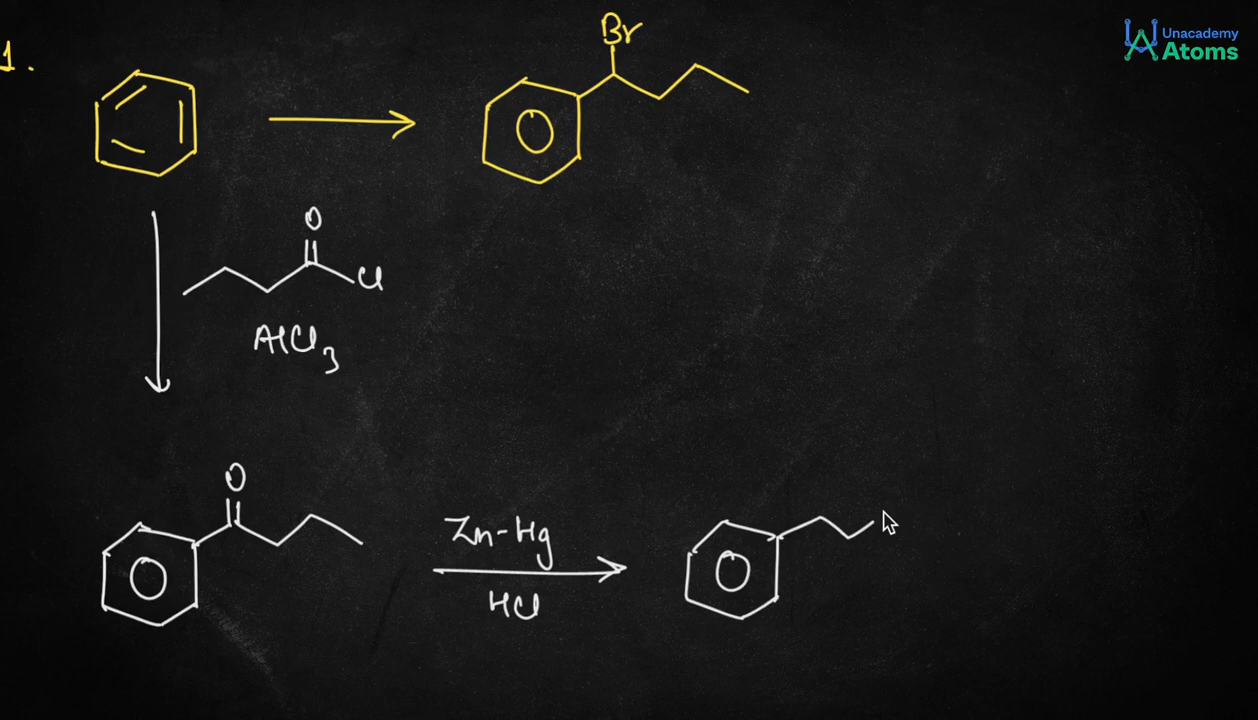 1.
Br
Unacademy
Atoms
O
Cl
AlCl3
O
Zn-Hg
HCl